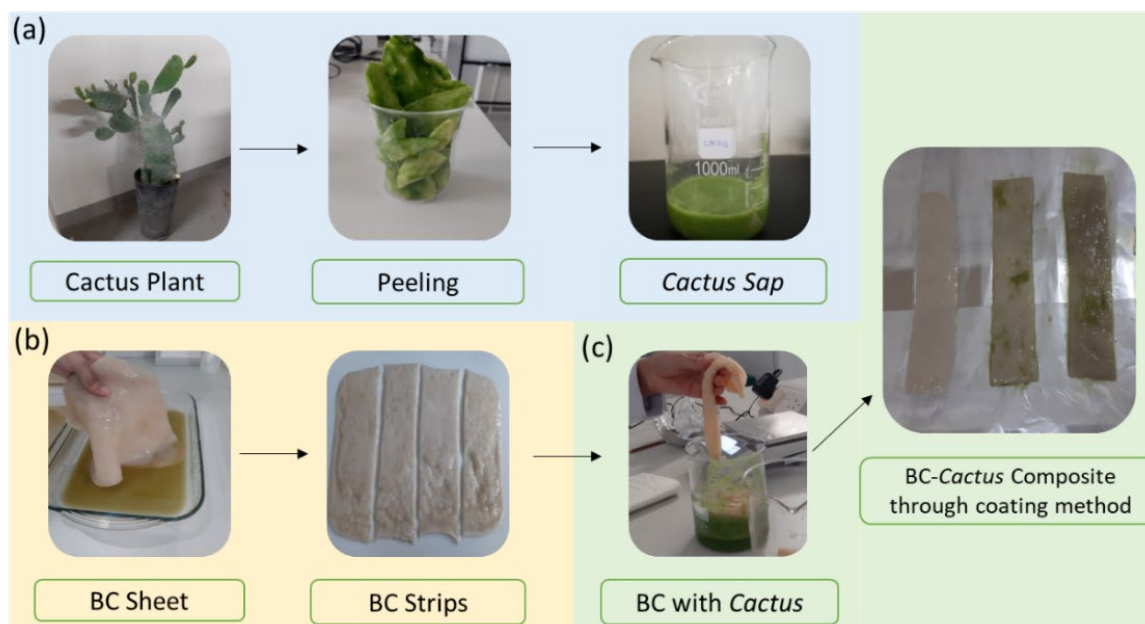 (a)
Cactus Plant
Peeling
1000ml
Cactus Sap
(b)
BC Sheet
BC Strips
(c)
BC with Cactus
BC-Cactus Composite
through coating method